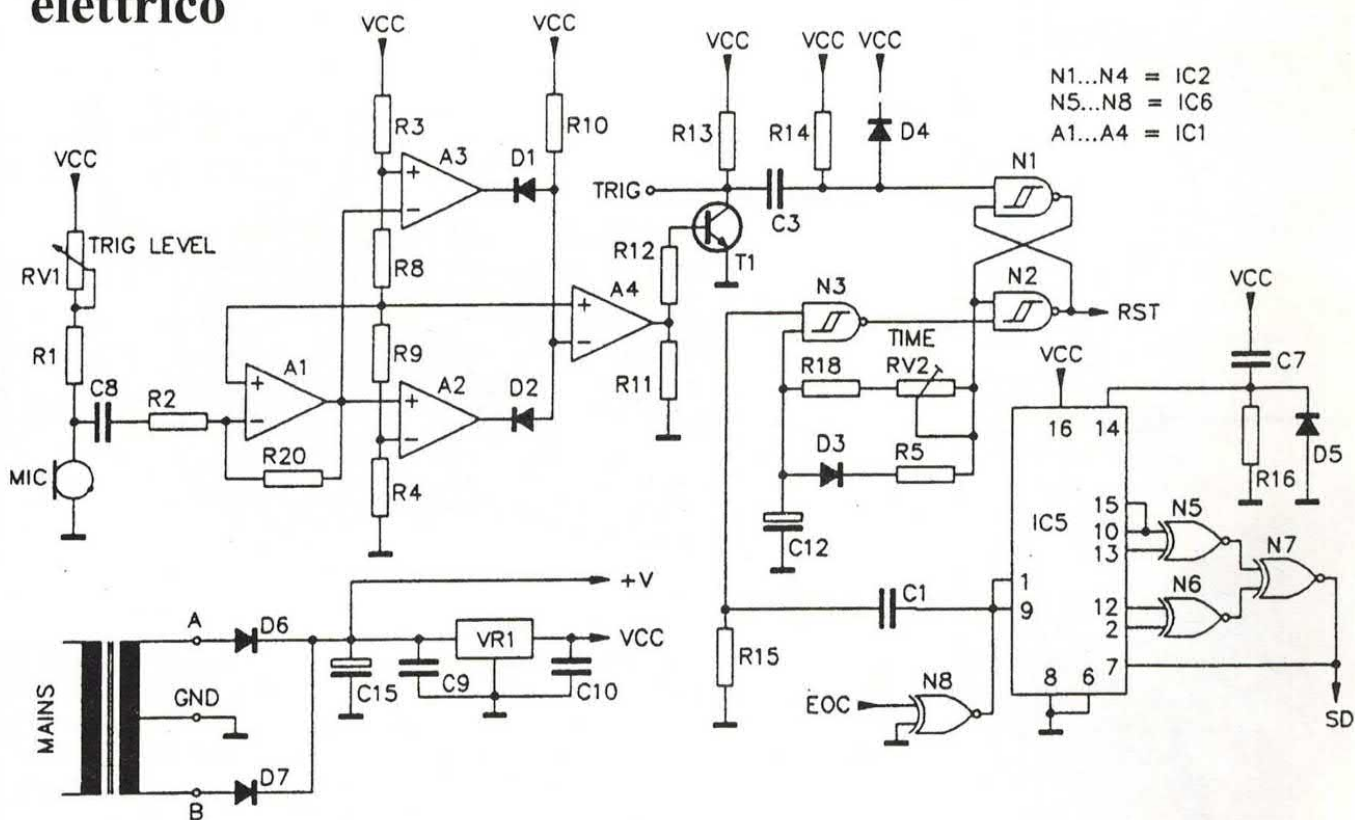 elettrico
VCC
VCC
VCC
VCC
VCC
N1...N4 = IC2
N5...N8 = IC6
A1...A4 = IC1
R3
R10
R13
R14
D4
VCC
A3
D1
N1
TRIG
C3
TRIG LEVEL
RV1
R8
R12
T1
A4
N3
N2
RST
VCC
R1
R9
TIME
A1
A2
D2
R18
RV2
VCC
C7
C8
R2
R11
16
14
R20
D3
R5
R16
D5
MIC
R4
15
N5
IC5
10
N7
C12
13
+V
1
12
N6
C1
A
D6
9
2
VR1
VCC
R15
7
C15
C9
C10
N8
8
6
MAINS
GND
EOC
SD
D7
B
+
-
+
-
+
-
+
-